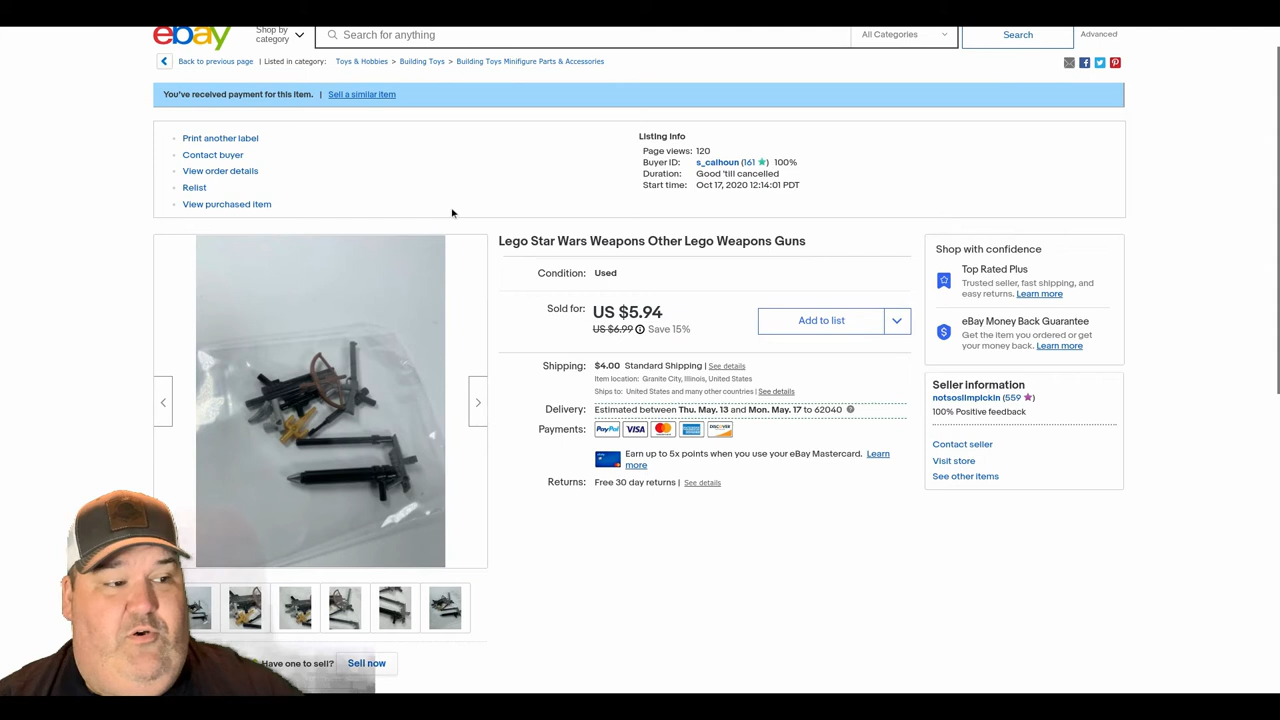 ebay
Shop by
category
Search for anything
All Categories
Search
Advanced
Back to previous page | Listed in category: Toys & Hobbies > Building Toys > Building Toys Minifigure Parts & Accessories
You've received payment for this item. | Sell a similar item
Print another label
Contact buyer
View order details
Relist
View purchased item
Listing Info
Page views: 120
Buyer ID: s_calhoun (161 ) 100%
Duration: Good 'till cancelled
Start time: Oct 17, 2020 12:14:01 PDT
Lego Star Wars Weapons Other Lego Weapons Guns
Condition: Used
Sold for: US $5.94
US $6.99 Save 15%
Add to list
Shipping: $4.00 Standard Shipping | See details
Item location: Granite City, Illinois, United States
Ships to: United States and many other countries | See details
Delivery: Estimated between Thu. May. 13 and Mon. May. 17 to 62040
Payments: PayPal VISA
Earn up to 5x points when you use your eBay Mastercard. Learn
more
Returns: Free 30 day returns | See details
Shop with confidence
Top Rated Plus
Trusted seller, fast shipping, and
easy returns. Learn more
eBay Money Back Guarantee
Get the item you ordered or get
your money back. Learn more
Seller information
notsoslimpickin (559 )
100% Positive feedback
Contact seller
Visit store
See other items
Have one to sell? Sell now